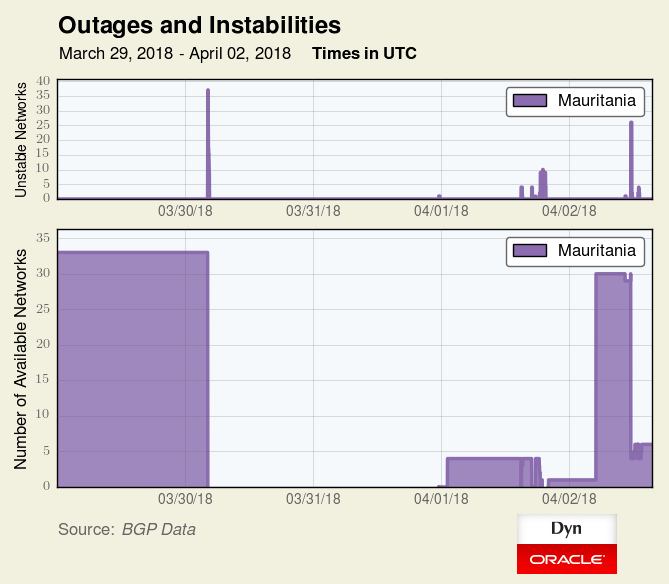 Outages and Instabilities
March 29, 2018 - April 02, 2018 Times in UTC
Unstable Networks
40
35
30
25
20
15
10
5
0
Mauritania
03/30/18 03/31/18 04/01/18 04/02/18
Number of Available Networks
35
30
25
20
15
10
5
0
Mauritania
03/30/18 03/31/18 04/01/18 04/02/18
Source: BGP Data
Dyn
ORACLE